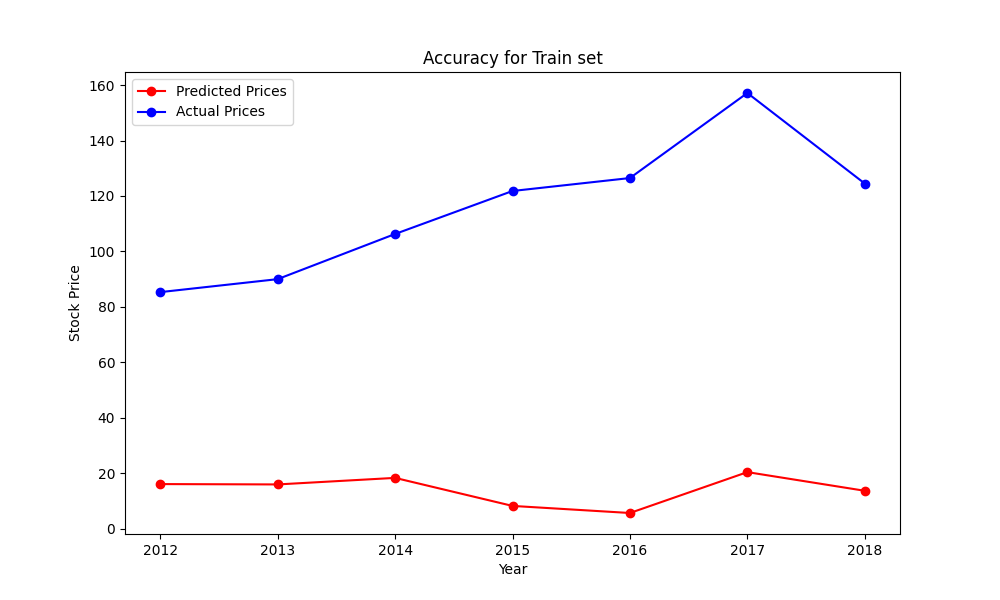 Accuracy for Train set
Predicted Prices
Actual Prices
Stock Price
160
140
120
100
80
60
40
20
0
2012 2013 2014 2015 2016 2017 2018
Year